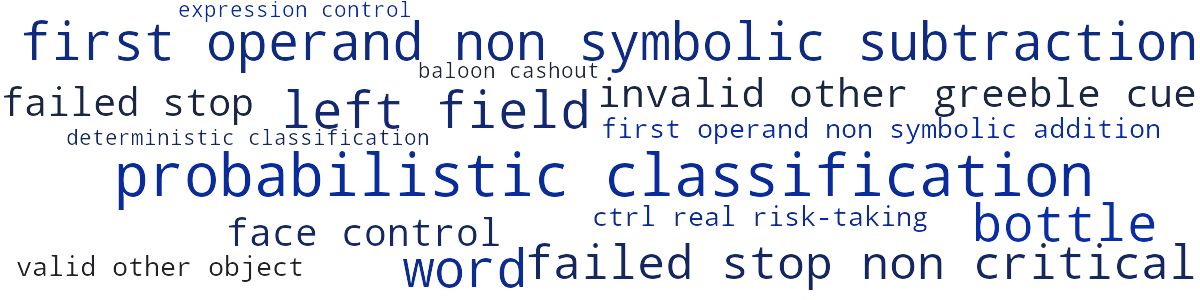 expression control
first operand non symbolic subtraction
baloon cashout
failed stop
left field
invalid other greeble cue
deterministic classification
first operand non symbolic addition
probabilistic classification
face control
ctrl real risk-taking
bottle
valid other object
word
failed stop non critical